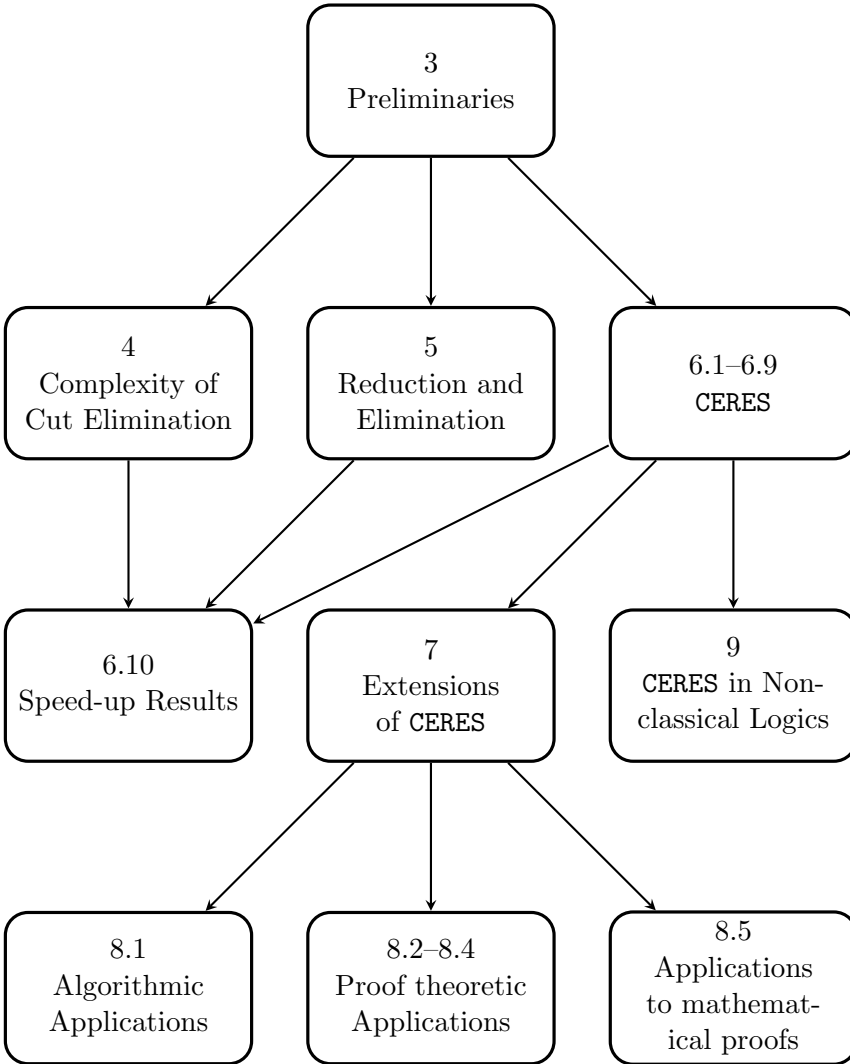 3
Preliminaries
4
Complexity of
Cut Elimination
5
Reduction and
Elimination
6.1–6.9
CERES
6.10
Speed-up Results
7
Extensions
of CERES
9
CERES in Non-
classical Logics
8.1
Algorithmic
Applications
8.2–8.4
Proof theoretic
Applications
8.5
Applications
to mathemat-
ical proofs